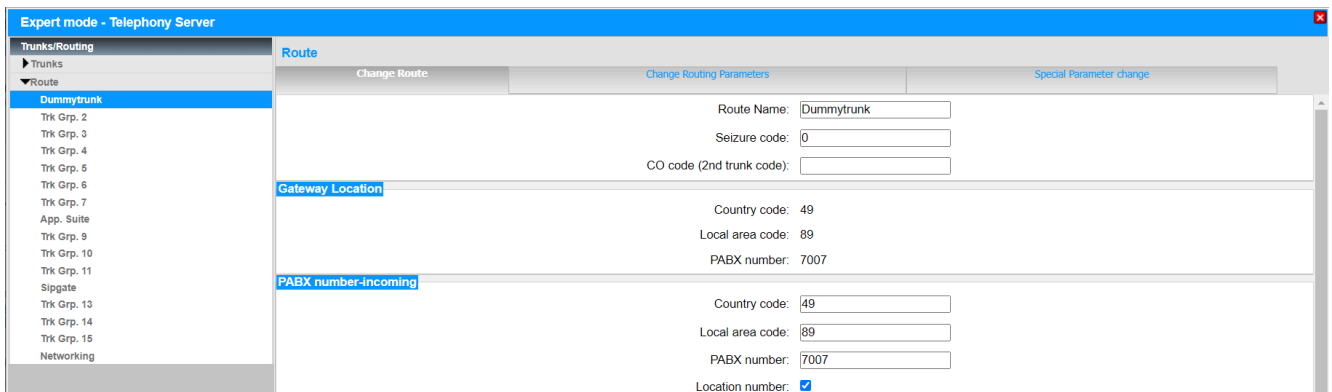 Expert mode - Telephony Server
Trunks/Routing
Trunks
Route
Dummytrunk
Trk Grp. 2
Trk Grp. 3
Trk Grp. 4
Trk Grp. 5
Trk Grp. 6
Trk Grp. 7
App. Suite
Trk Grp. 9
Trk Grp. 10
Trk Grp. 11
Sipgate
Trk Grp. 13
Trk Grp. 14
Trk Grp. 15
Networking
Route
Change Route Change Routing Parameters Special Parameter change
Route Name: Dummytrunk
Seizure code: 0
CO code (2nd trunk code):
Gateway Location
Country code: 49
Local area code: 89
PABX number: 7007
PABX number-incoming
Country code: 49
Local area code: 89
PABX number: 7007
Location number: